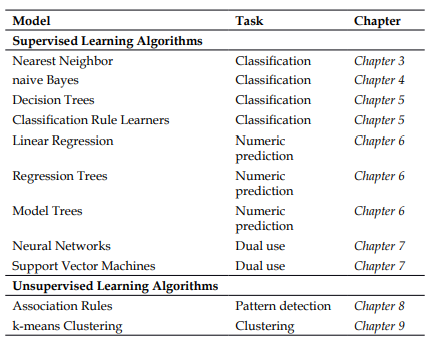 Model Task Chapter
Supervised Learning Algorithms
Nearest Neighbor Classification Chapter 3
naive Bayes Classification Chapter 4
Decision Trees Classification Chapter 5
Classification Rule Learners Classification Chapter 5
Linear Regression Numeric prediction Chapter 6
Regression Trees Numeric prediction Chapter 6
Model Trees Numeric prediction Chapter 6
Neural Networks Dual use Chapter 7
Support Vector Machines Dual use Chapter 7
Unsupervised Learning Algorithms
Association Rules Pattern detection Chapter 8
k-means Clustering Clustering Chapter 9